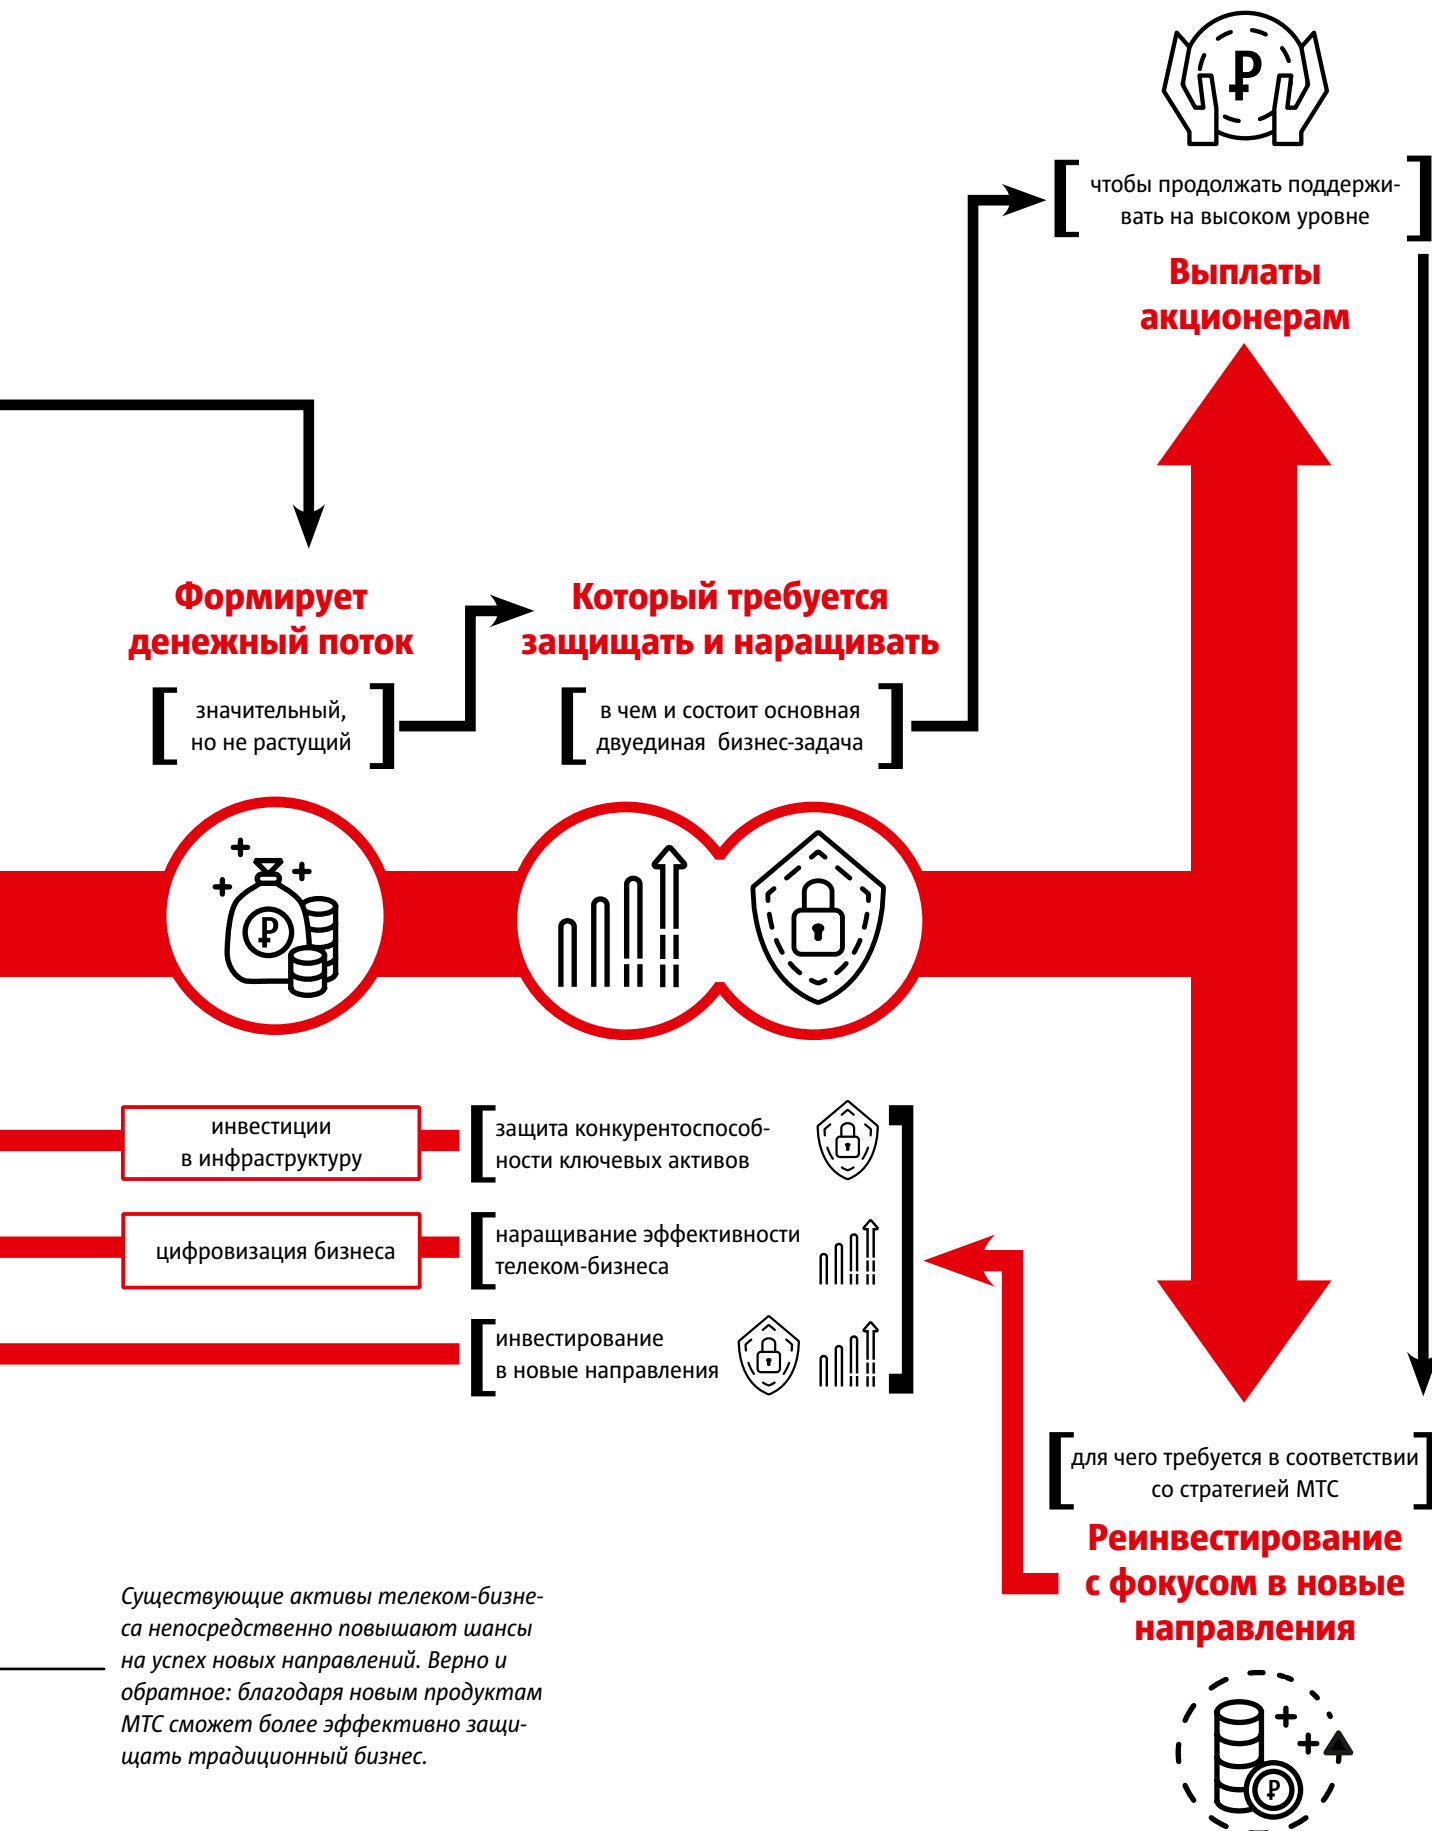 чтобы продолжать поддержи-
вать на высоком уровне
Выплаты
акционерам
Формирует
денежный поток
значительный,
но не растущий
Который требуется
защищать и наращивать
в чем и состоит основная
двуединая бизнес-задача
инвестиции
в инфраструктуру
защита конкурентоспособ-
ности ключевых активов
цифровизация бизнеса
наращивание эффективности
телеком-бизнеса
инвестирование
в новые направления
для чего требуется в соответствии
со стратегией МТС
Реинвестирование
с фокусом в новые
направления
Существующие активы телеком-бизне-
са непосредственно повышают шансы
на успех новых направлений. Верно и
обратное: благодаря новым продуктам
МТС сможет более эффективно защи-
щать традиционный бизнес.